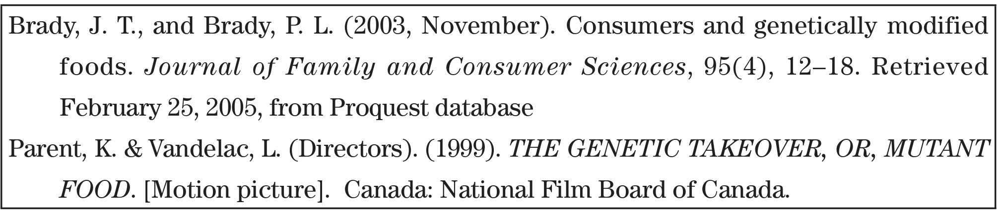 Brady, J. T., and Brady, P. L. (2003, November). Consumers and genetically modified
foods. Journal of Family and Consumer Sciences, 95(4), 12–18. Retrieved
February 25, 2005, from Proquest database
Parent, K. & Vandelac, L. (Directors). (1999). THE GENETIC TAKEOVER, OR, MUTANT
FOOD. [Motion picture]. Canada: National Film Board of Canada.